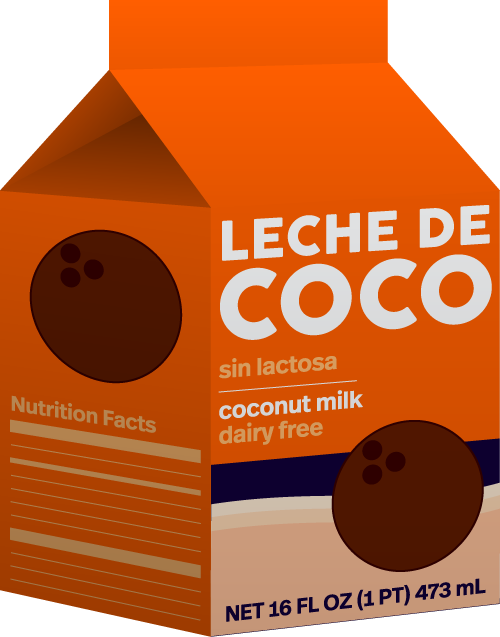 LECHE DE
COCO
sin lactosa
coconut milk
dairy free
NET 16 FL OZ (1 PT) 473 mL
Nutrition Facts